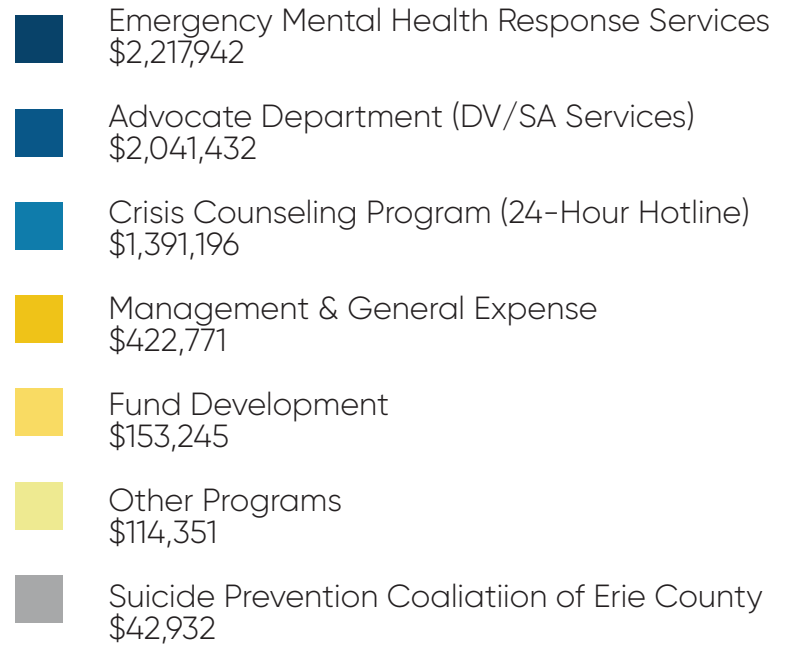 Emergency Mental Health Response Services
$2,217,942
Advocate Department (DV/SA Services)
$2,041,432
Crisis Counseling Program (24-Hour Hotline)
$1,391,196
Management & General Expense
$422,771
Fund Development
$153,245
Other Programs
$114,351
Suicide Prevention Coaliatiion of Erie County
$42,932